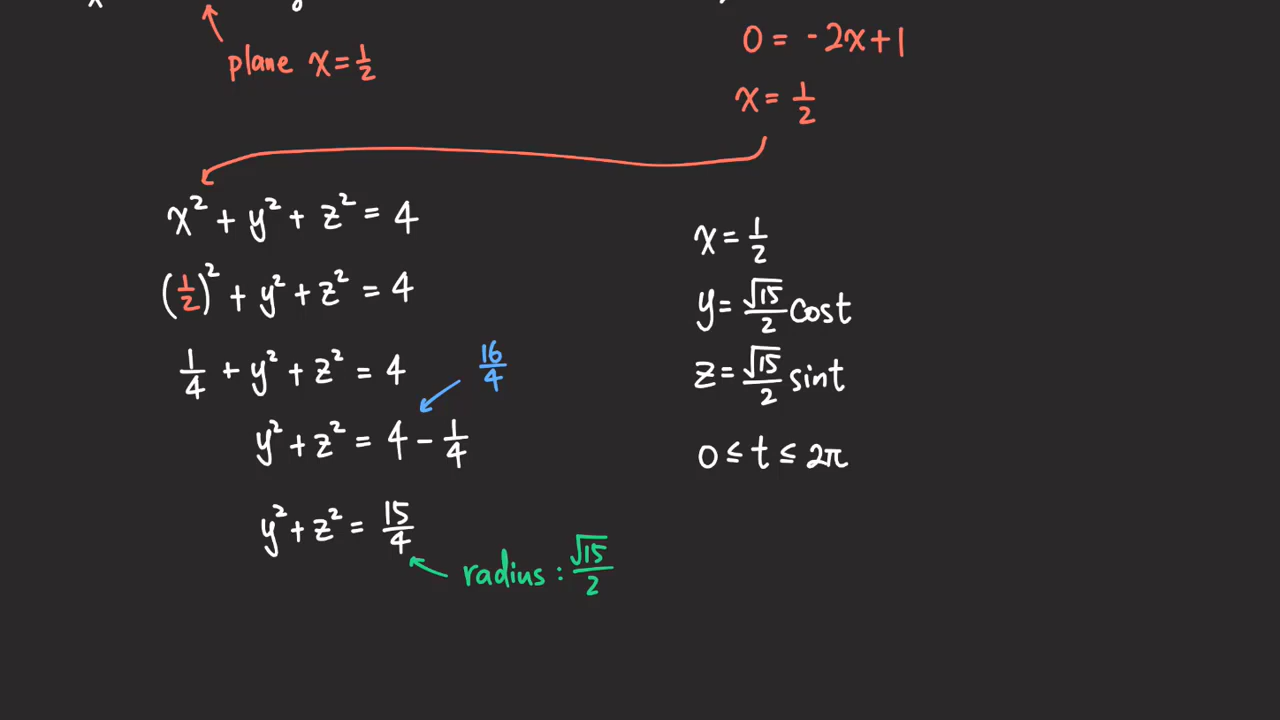 plane x = 1/2
0 = -2x + 1
x = 1/2
x² + y² + z² = 4
(1/2)² + y² + z² = 4
1/4 + y² + z² = 4
16/4
y² + z² = 4 - 1/4
y² + z² = 15/4
radius : √15/2
x = 1/2
y = √15/2 cost
z = √15/2 sint
0 ≤ t ≤ 2π